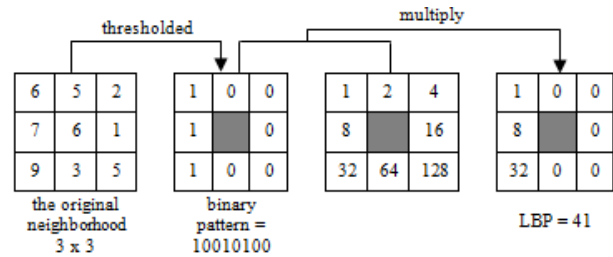 multiply
thresholded
6 5 2
7 6 1
9 3 5
1 0 0
1 0
1 0 0
1 2 4
8 16
32 64 128
1 0 0
8 0
32 0 0
the original
neighborhood
3 x 3
binary
pattern =
10010100
LBP = 41